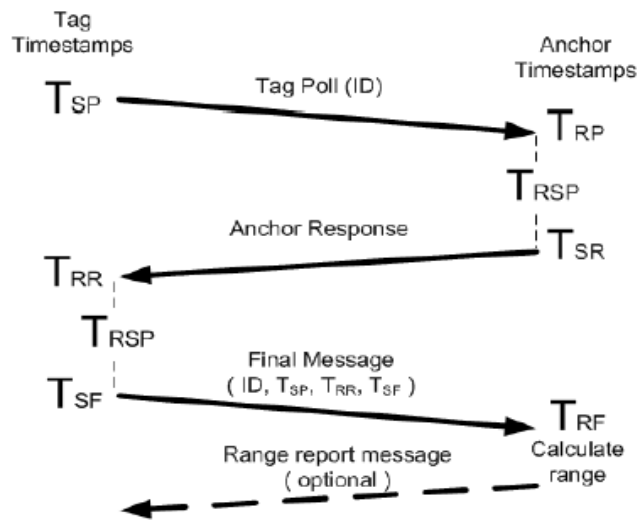 Tag
Timestamps
Anchor
Timestamps
TSP
Tag Poll (ID)
TRP
TRSP
Anchor Response
TSR
TRR
TRSP
Final Message
( ID, TSP, TRR, TSF )
TSF
TRF
Calculate
range
Range report message
( optional )